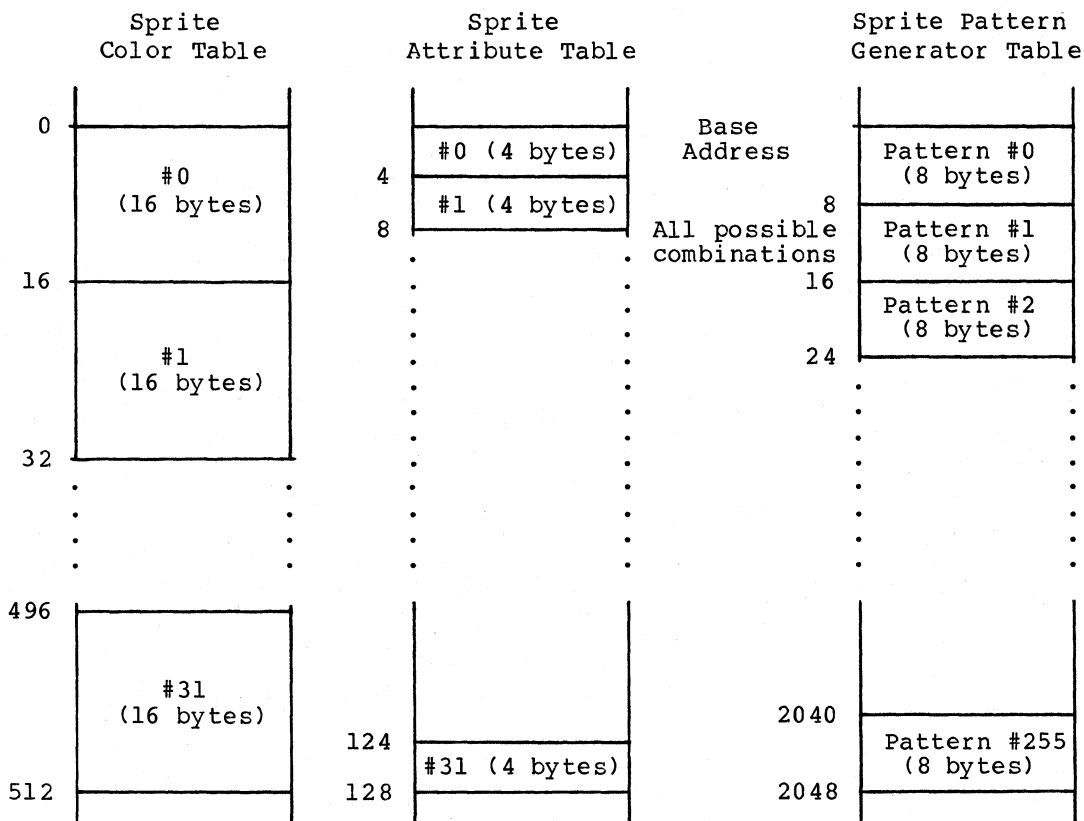 Sprite
Color Table
0
#0
(16 bytes)
16
#1
(16 bytes)
32
496
#31
(16 bytes)
512
Sprite
Attribute Table
#0 (4 bytes)
4
#1 (4 bytes)
8
124
#31 (4 bytes)
128
Base
Address
All possible
combinations
Sprite Pattern
Generator Table
Pattern #0
(8 bytes)
8
Pattern #1
(8 bytes)
16
Pattern #2
(8 bytes)
24
2040
Pattern #255
(8 bytes)
2048